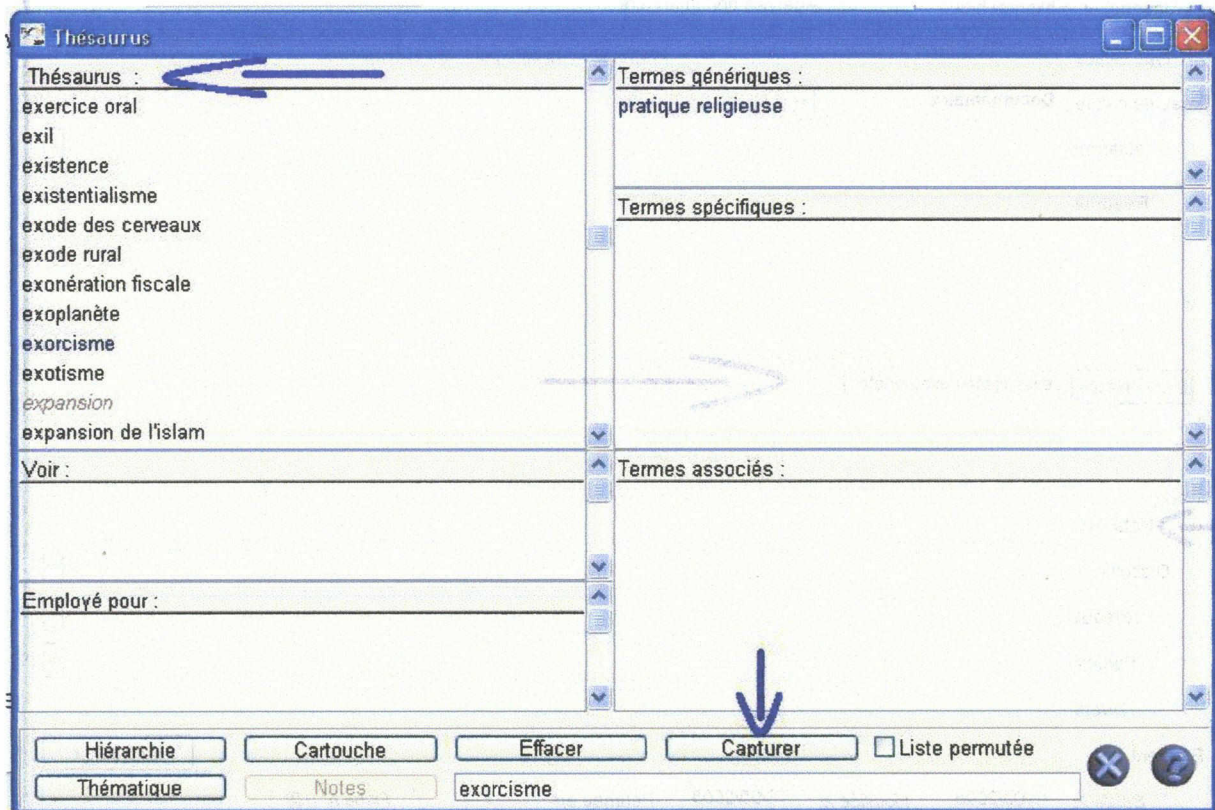 Thésaurus
Thésaurus :
exercice oral
exil
existence
existentialisme
exode des cerveaux
exode rural
exonération fiscale
exoplanète
exorcisme
exotisme
expansion
expansion de l'islam
Termes génériques :
pratique religieuse
Termes spécifiques :
Voir :
Termes associés :
Employé pour :
Hiérarchie
Cartouche
Effacer
Capturer
Liste permutée
Thématique
Notes
exorcisme